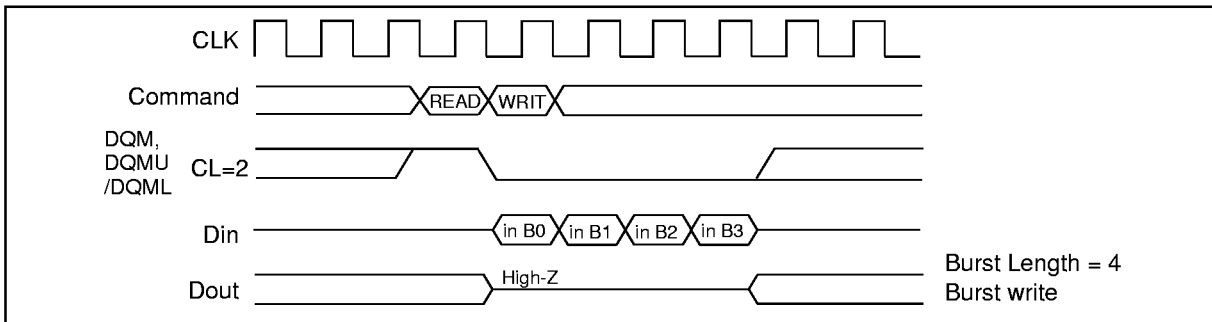 CLK
Command
READ WRIT
DQM,
DQMU
/DQML
CL=2
Din
in B0 in B1 in B2 in B3
Dout
High-Z
Burst Length = 4
Burst write